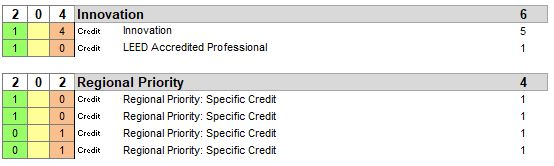 2 0 4 Innovation 6
1 4 Credit Innovation 5
1 0 Credit LEED Accredited Professional 1
2 0 2 Regional Priority 4
1 0 Credit Regional Priority: Specific Credit 1
1 0 Credit Regional Priority: Specific Credit 1
0 1 Credit Regional Priority: Specific Credit 1
0 1 Credit Regional Priority: Specific Credit 1